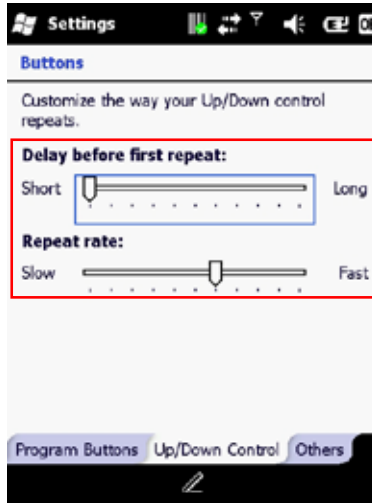 Settings
Buttons
Customize the way your Up/Down control
repeats.
Delay before first repeat:
Short Long
Repeat rate:
Slow Fast
Program Buttons Up/Down Control Others